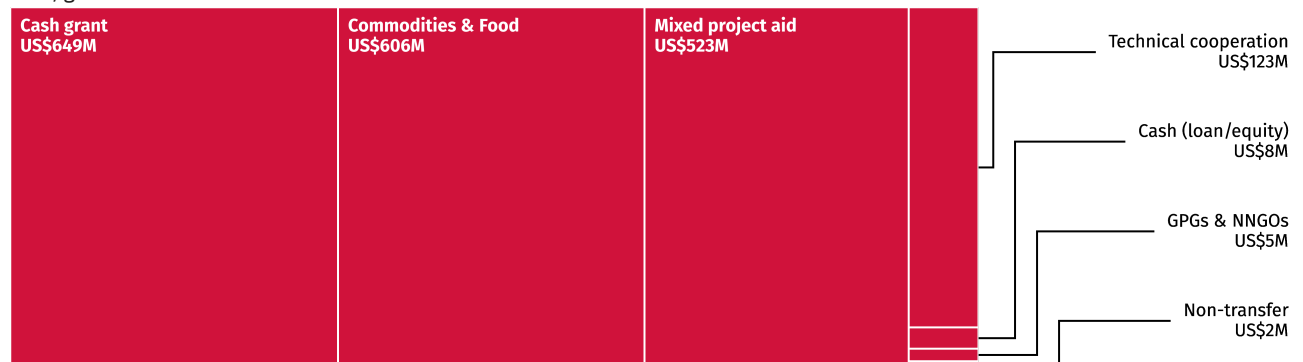 Cash grant
US$649M
Commodities & Food
US$606M
Mixed project aid
US$523M
Technical cooperation
US$123M
Cash (loan/equity)
US$8M
GPGs & NNGOs
US$5M
Non-transfer
US$2M